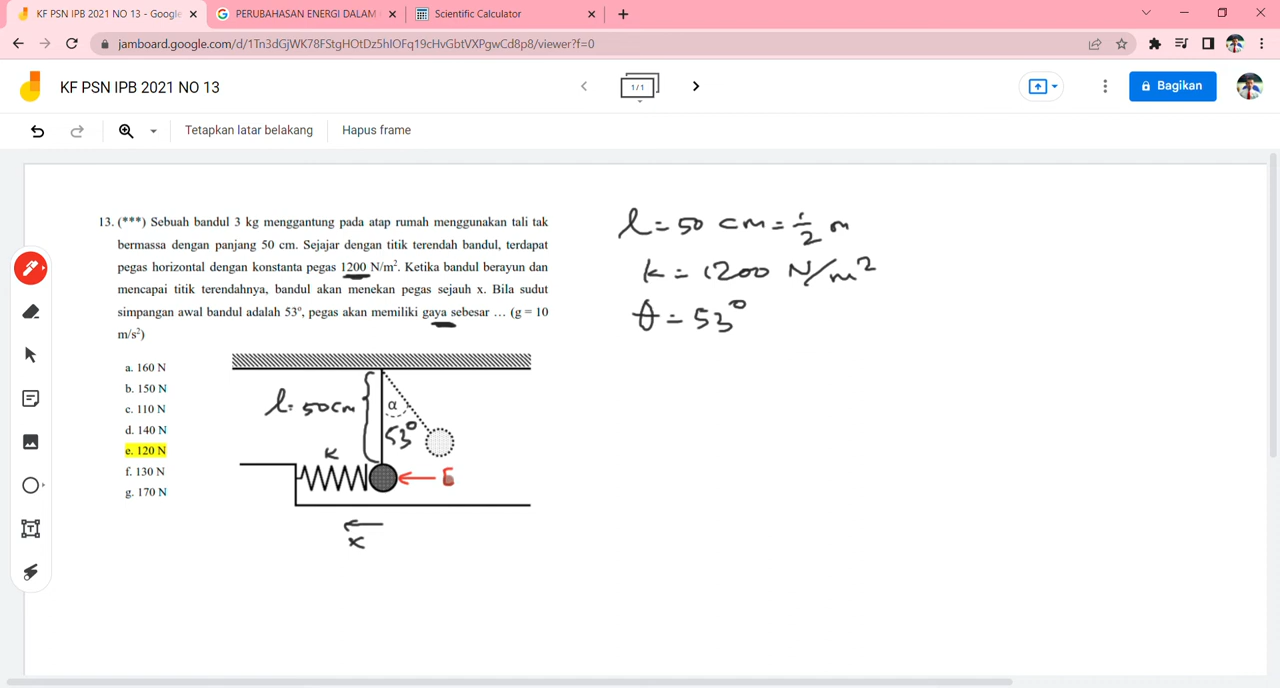 KF PSN IPB 2021 NO 13 - Google
PERUBAHASAN ENERGI DALAM
Scientific Calculator
jamboard.google.com/d/1Tn3dGjWK78FStgHOtDz5hIOFq19cHvGbtVXPgwCd8p8/viewer?f=0
KF PSN IPB 2021 NO 13
1/1
Bagikan
Tetapkan latar belakang
Hapus frame
13. (***) Sebuah bandul 3 kg menggantung pada atap rumah menggunakan tali tak
bermassa dengan panjang 50 cm. Sejajar dengan titik terendah bandul, terdapat
pegas horizontal dengan konstanta pegas 1200 N/m². Ketika bandul berayun dan
mencapai titik terendahnya, bandul akan menekan pegas sejauh x. Bila sudut
simpangan awal bandul adalah 53°, pegas akan memiliki gaya sebesar … (g = 10
m/s²)
a. 160 N
b. 150 N
c. 110 N
d. 140 N
e. 120 N
f. 130 N
g. 170 N
l = 50 cm
α
53°
K
x
l = 50 cm = 1/2 m
k = 1200 N/m²
θ = 53°